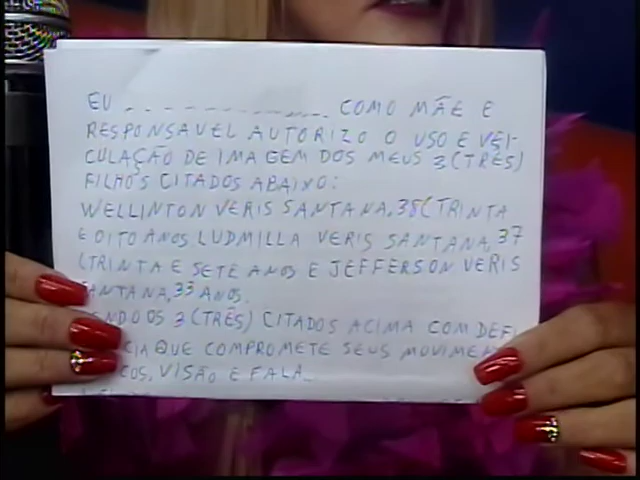 EU _ _ _ _ _ _ _ _ _ _ _ _ COMO MÃE E
RESPONSAVEL AUTORIZO O USO E VEI-
CULAÇÃO DE IMAGEM DOS MEUS 3 (TRÊS)
FILHOS CITADOS ABAIXO:
WELLINTON VERIS SANTANA, 38 (TRINTA
E OITO ANOS LUDMILLA VERIS SANTANA, 37
(TRINTA E SETE ANOS E JEFFERSON VERIS
SANTANA, 33 ANOS.
ENDO OS 3 (TRÊS) CITADOS ACIMA COM DEFI
CIA QUE COMPROMETE SEUS MOVIMEN
COS, VISÃO E FALA.